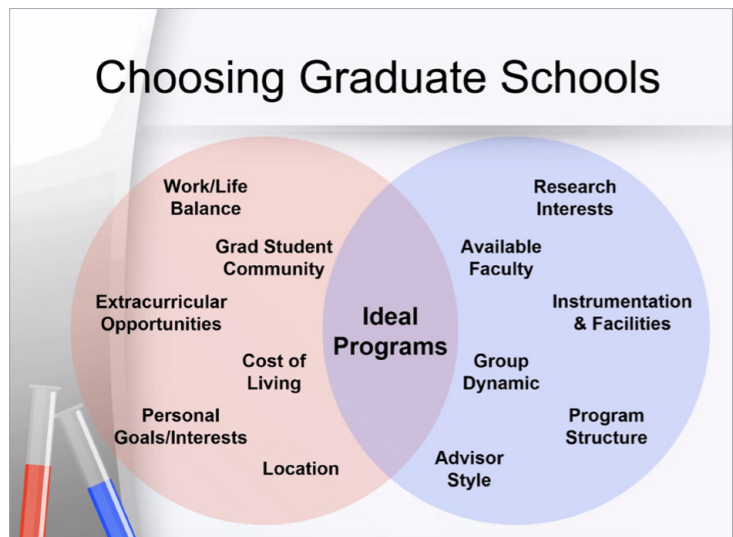 Choosing Graduate Schools
Work/Life
Balance
Grad Student
Community
Extracurricular
Opportunities
Cost of
Living
Personal
Goals/Interests
Location
Ideal
Programs
Research
Interests
Available
Faculty
Instrumentation
& Facilities
Group
Dynamic
Program
Structure
Advisor
Style